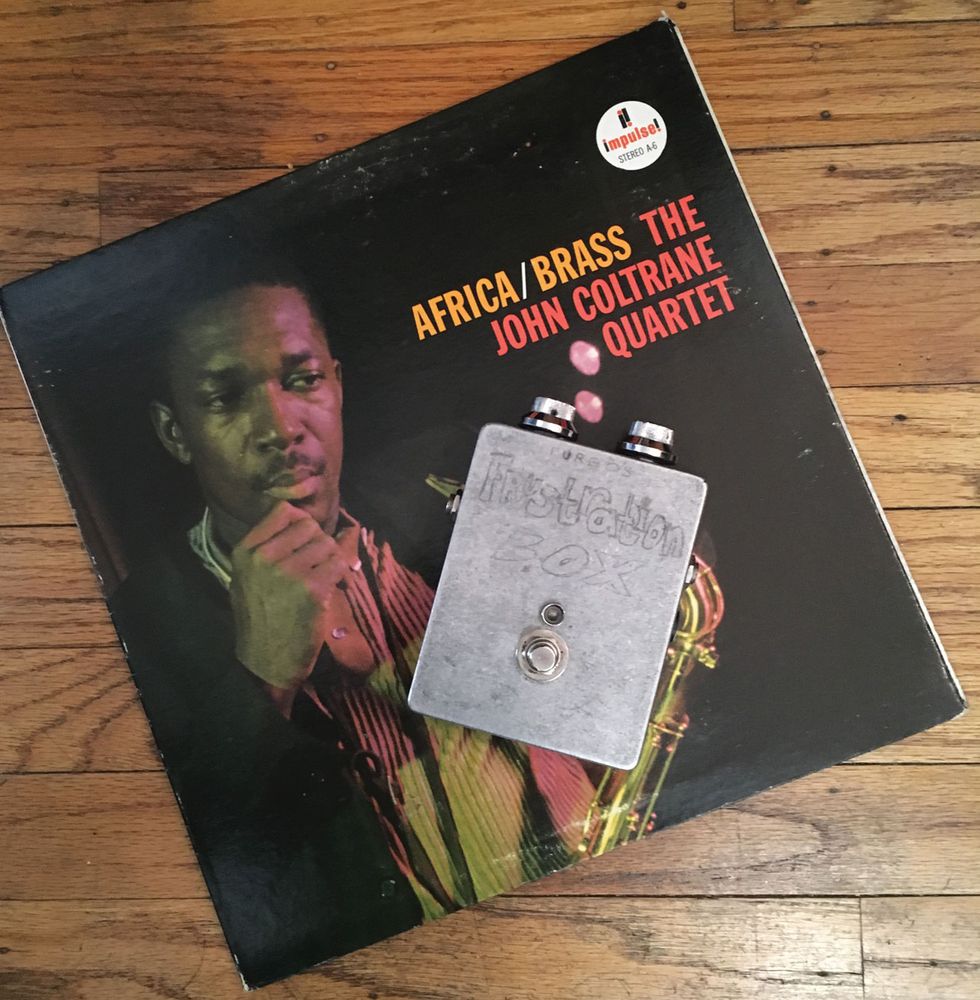 impulse!
STEREO A-6
AFRICA/BRASS THE
JOHN COLTRANE
QUARTET
Frustration
BOX